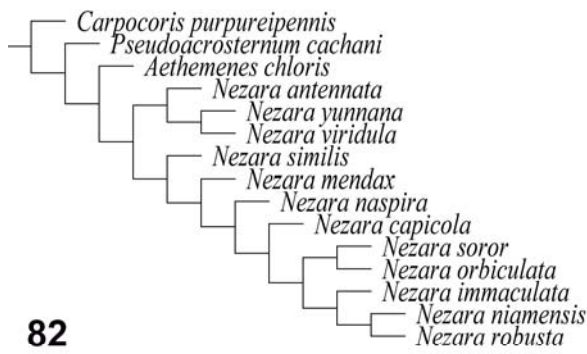 Carpocoris purpureipennis
Pseudoacrosternum cachani
Aethemenes chloris
Nezara antennata
Nezara yunnana
Nezara viridula
Nezara similis
Nezara mendax
Nezara naspira
Nezara capicola
Nezara soror
Nezara orbiculata
Nezara immaculata
Nezara niamensis
Nezara robusta
82